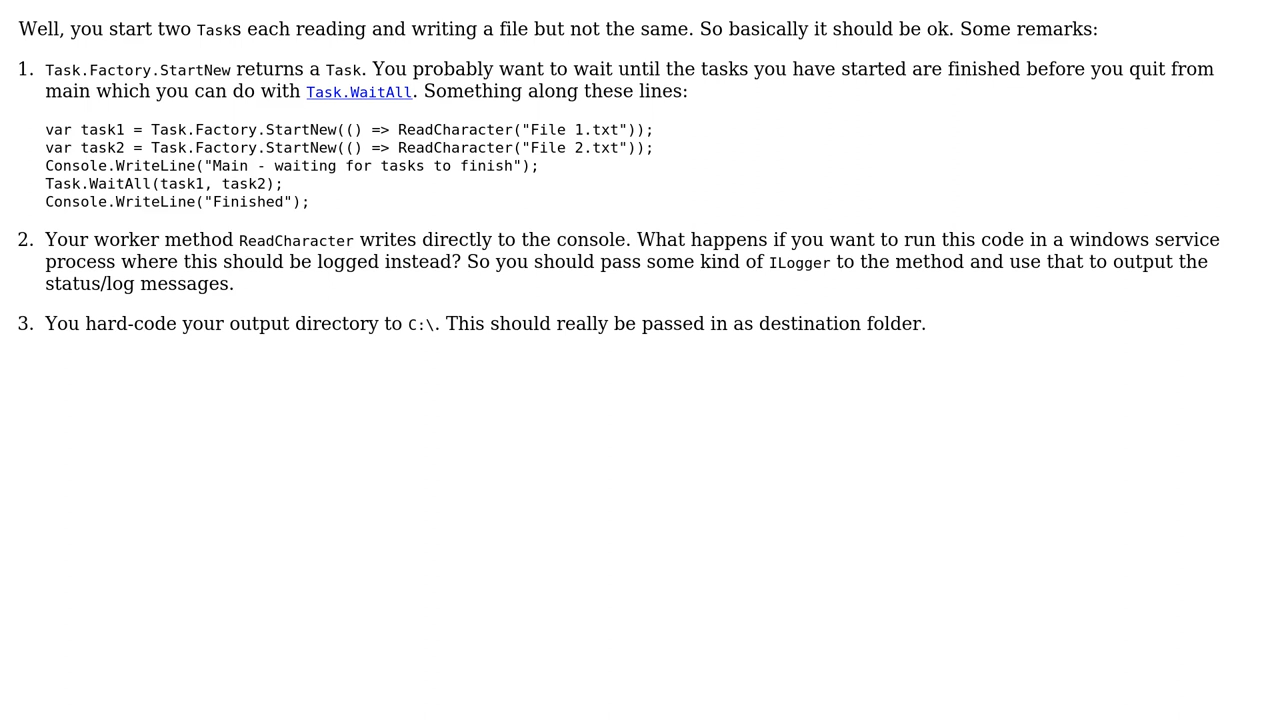 Well, you start two Tasks each reading and writing a file but not the same. So basically it should be ok. Some remarks:
1. Task.Factory.StartNew returns a Task. You probably want to wait until the tasks you have started are finished before you quit from
main which you can do with Task.WaitAll. Something along these lines:
var task1 = Task.Factory.StartNew(() => ReadCharacter("File 1.txt"));
var task2 = Task.Factory.StartNew(() => ReadCharacter("File 2.txt"));
Console.WriteLine("Main - waiting for tasks to finish");
Task.WaitAll(task1, task2);
Console.WriteLine("Finished");
2. Your worker method ReadCharacter writes directly to the console. What happens if you want to run this code in a windows service
process where this should be logged instead? So you should pass some kind of ILogger to the method and use that to output the
status/log messages.
3. You hard-code your output directory to C:\. This should really be passed in as destination folder.